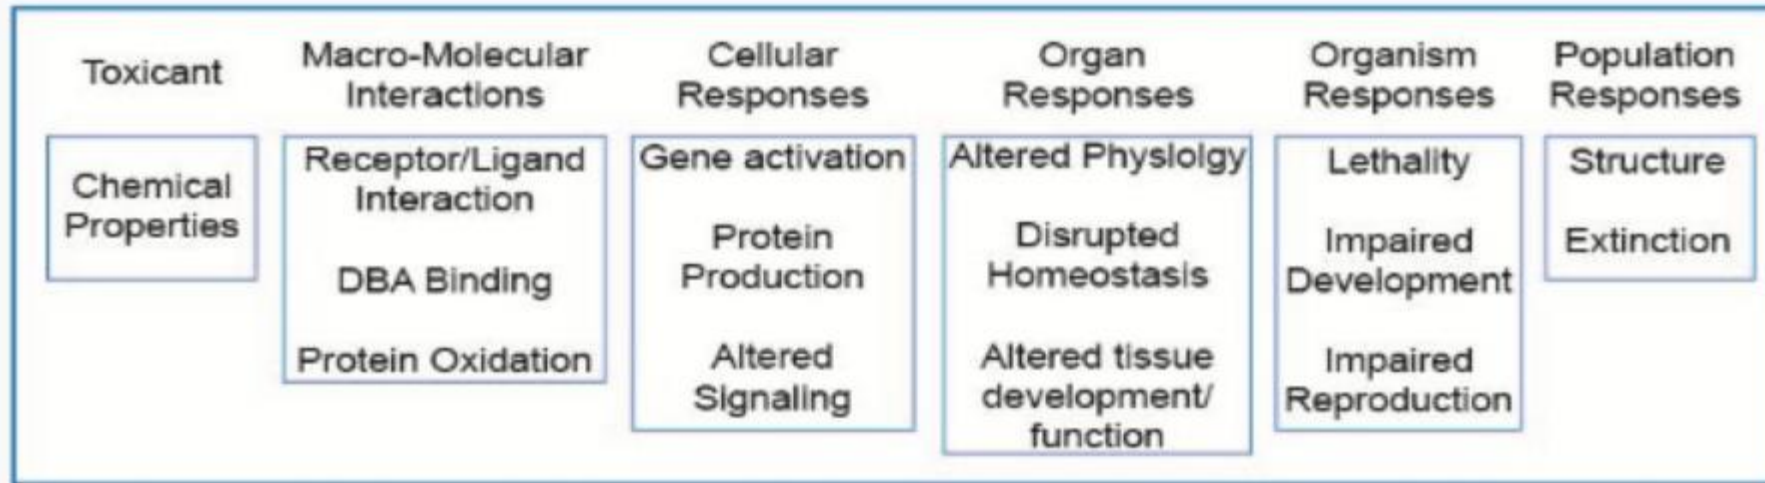 Toxicant
Macro-Molecular
Interactions
Cellular
Responses
Organ
Responses
Organism
Responses
Population
Responses
Chemical
Properties
Receptor/Ligand
Interaction
DBA Binding
Protein Oxidation
Gene activation
Protein
Production
Altered
Signaling
Altered Physlolgy
Disrupted
Homeostasis
Altered tissue
development/
function
Lethality
Impaired
Development
Impaired
Reproduction
Structure
Extinction